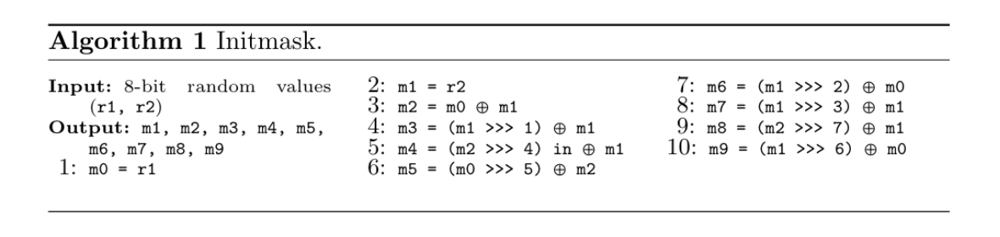 Algorithm 1 Initmask.
Input: 8-bit random values
(r1, r2)
Output: m1, m2, m3, m4, m5,
m6, m7, m8, m9
1: m0 = r1
2: m1 = r2
3: m2 = m0 ⊕ m1
4: m3 = (m1 >>> 1) ⊕ m1
5: m4 = (m2 >>> 4) in ⊕ m1
6: m5 = (m0 >>> 5) ⊕ m2
7: m6 = (m1 >>> 2) ⊕ m0
8: m7 = (m1 >>> 3) ⊕ m1
9: m8 = (m2 >>> 7) ⊕ m1
10: m9 = (m1 >>> 6) ⊕ m0